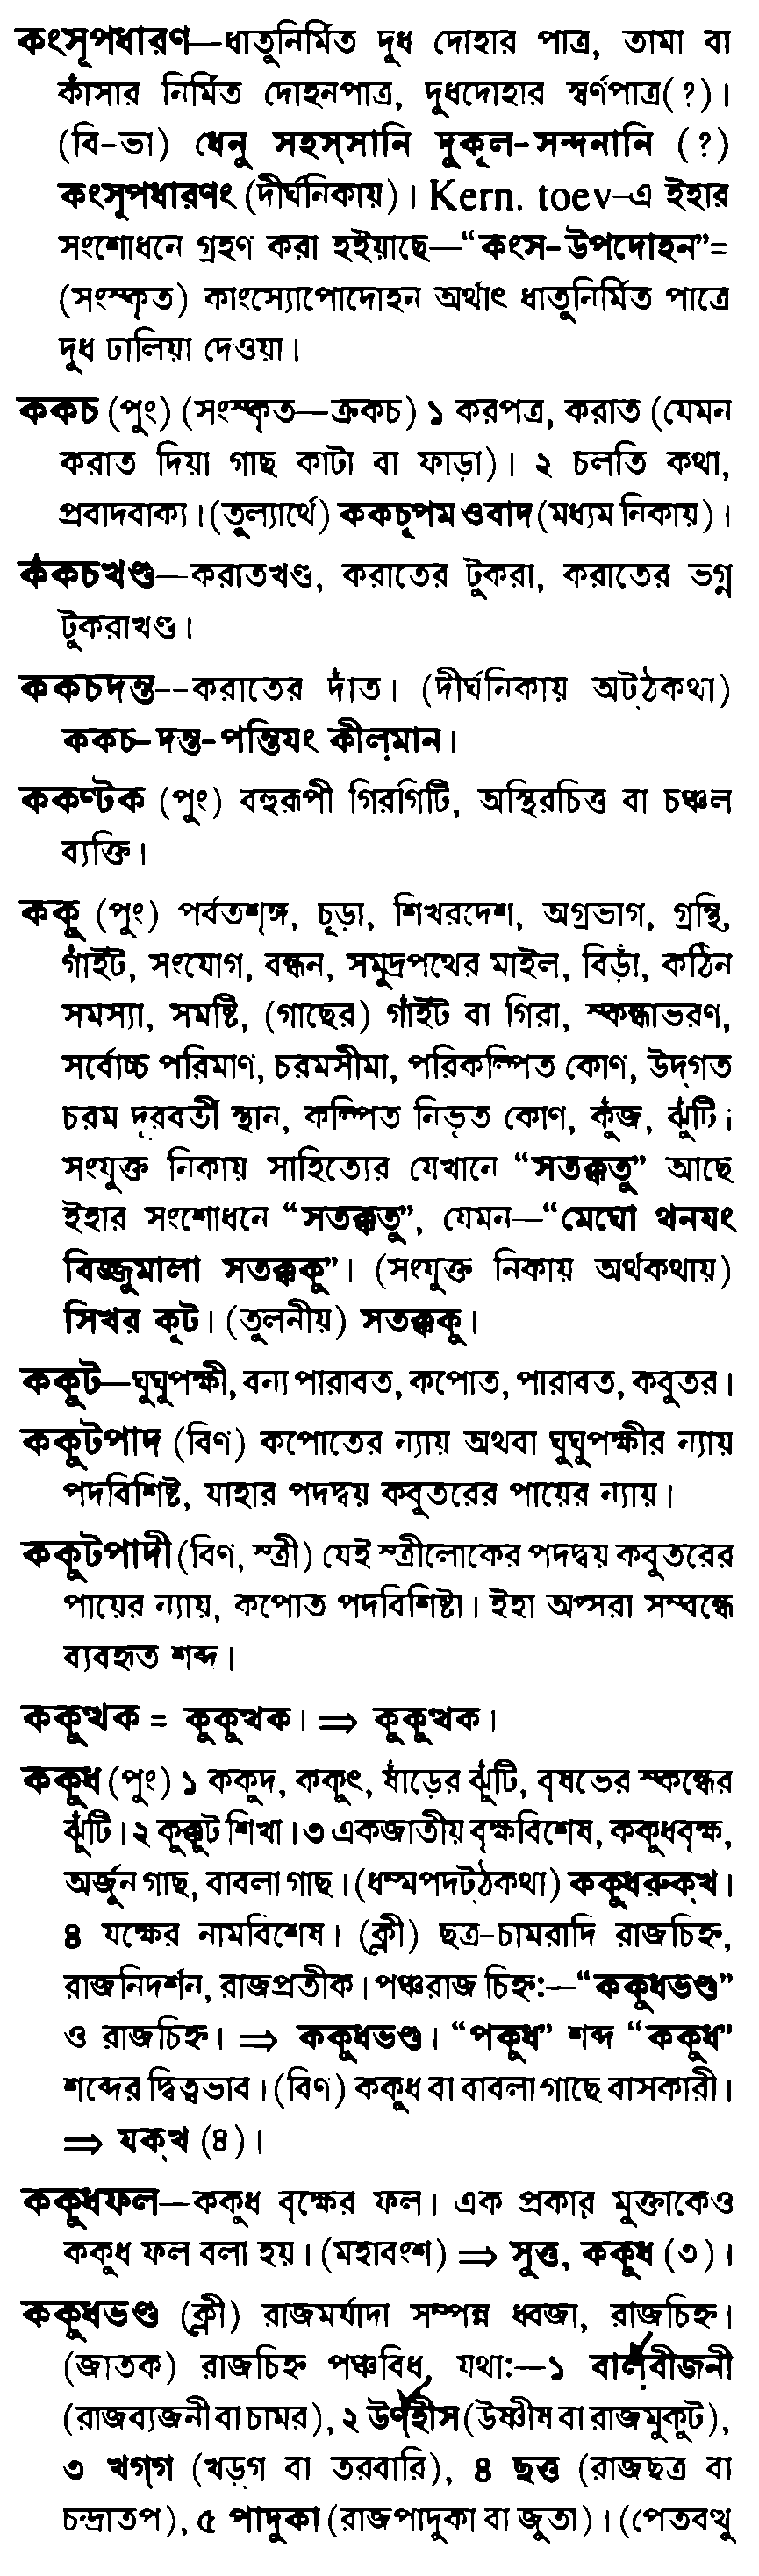 কংসূপধারণ—ধাতুনির্মিত দুধ দোহার পাত্র, তামা বা
কাঁসার নির্মিত দোহনপাত্র, দুধদোহার স্বর্ণপাত্র(?)।
(বি-ভা) ধেনু সহস্‌সানি দুকূল-সন্দনানি (?)
কংসূপধারণং (দীর্ঘনিকায়)। Kern. toev–এ ইহার
সংশোধনে গ্রহণ করা হইয়াছে—“কংস-উপদোহন”=
(সংস্কৃত) কাংস্যোপোদোহন অর্থাৎ ধাতুনির্মিত পাত্রে
দুধ ঢালিয়া দেওয়া।
ককচ (পুং) (সংস্কৃত—ক্রকচ) ১ করপত্র, করাত (যেমন
করাত দিয়া গাছ কাটা বা ফাড়া)। ২ চলতি কথা,
প্রবাদবাক্য। (তুল্যার্থে) ককচূপম ওবাদ (মধ্যম নিকায়)।
ককচখণ্ড—করাতখণ্ড, করাতের টুকরা, করাতের ভগ্ন
টুকরাখণ্ড।
ককচদন্ত--করাতের দাঁত। (দীর্ঘনিকায় অট্‌ঠকথা)
ককচ-দন্ত-পন্তিযং কীল়মান।
ককণ্টক (পুং) বহুরূপী গিরগিটি, অস্থিরচিত্ত বা চঞ্চল
ব্যক্তি।
ককু (পুং) পর্বতশৃঙ্গ, চূড়া, শিখরদেশ, অগ্রভাগ, গ্রন্থি,
গাঁইট, সংযোগ, বন্ধন, সমুদ্রপথের মাইল, বিড়াঁ, কঠিন
সমস্যা, সমষ্টি, (গাছের) গাঁইট বা গিরা, স্কন্ধাভরণ,
সর্বোচ্চ পরিমাণ, চরমসীমা, পরিকল্পিত কোণ, উদ্গত
চরম দূরবর্তী স্থান, কল্পিত নিভৃত কোণ, কুঁজ, ঝুঁটি।
সংযুক্ত নিকায় সাহিত্যের যেখানে “সতক্কতু” আছে
ইহার সংশোধনে “সতক্কতু”, যেমন—“মেঘো থনযং
বিজ্জুমালা সতক্ককু”। (সংযুক্ত নিকায় অর্থকথায়)
সিখর কূট। (তুলনীয়) সতক্ককু।
ককুট—ঘুঘুপক্ষী, বন্য পারাবত, কপোত, পারাবত, কবুতর।
ককুটপাদ (বিণ) কপোতের ন্যায় অথবা ঘুঘুপক্ষীর ন্যায়
পদবিশিষ্ট, যাহার পদদ্বয় কবুতরের পায়ের ন্যায়।
ককুটপাদী (বিণ, স্ত্রী) যেই স্ত্রীলোকের পদদ্বয় কবুতরের
পায়ের ন্যায়, কপোত পদবিশিষ্টা। ইহা অপ্সরা সম্বন্ধে
ব্যবহৃত শব্দ।
ককুত্থক = কুকুত্থক। ⇒ কুকুত্থক।
ককুধ (পুং) ১ ককুদ, ককুৎ, ষাঁড়ের ঝুঁটি, বৃষভের স্কন্ধের
ঝুঁটি। ২ কুক্কুট শিখা। ৩ একজাতীয় বৃক্ষবিশেষ, ককুধবৃক্ষ,
অর্জুন গাছ, বাবলা গাছ। (ধম্মপদট্‌ঠকথা) ককুধরুক্‌খ।
৪ যক্ষের নামবিশেষ। (ক্লী) ছত্র-চামরাদি রাজচিহ্ন,
রাজনিদর্শন, রাজপ্রতীক। পঞ্চরাজ চিহ্ন:—“ককুধভণ্ড”
ও রাজচিহ্ন। ⇒ ককুধভণ্ড। “পকুধ” শব্দ “ককুধ”
শব্দের দ্বিত্বভাব। (বিণ) ককুধ বা বাবলা গাছে বাসকারী।
⇒ যক্‌খ (৪)।
ককুধফল—ককুধ বৃক্ষের ফল। এক প্রকার মুক্তাকেও
ককুধ ফল বলা হয়। (মহাবংশ) ⇒ সুত্ত, ককুধ (৩)।
ককুধভণ্ড (ক্লী) রাজমর্যাদা সম্পন্ন ধ্বজা, রাজচিহ্ন।
(জাতক) রাজচিহ্ন পঞ্চবিধ, যথা:—১ বাল়বীজনী
(রাজব্যজনী বা চামর), ২ উণ্‌হীস (উষ্ণীষ বা রাজমুকুট),
৩ খগ্‌গ (খড়্গ বা তরবারি), ৪ ছত্ত (রাজছত্র বা
চন্দ্রাতপ), ৫ পাদুকা (রাজপাদুকা বা জুতা)। (পেতবত্থু